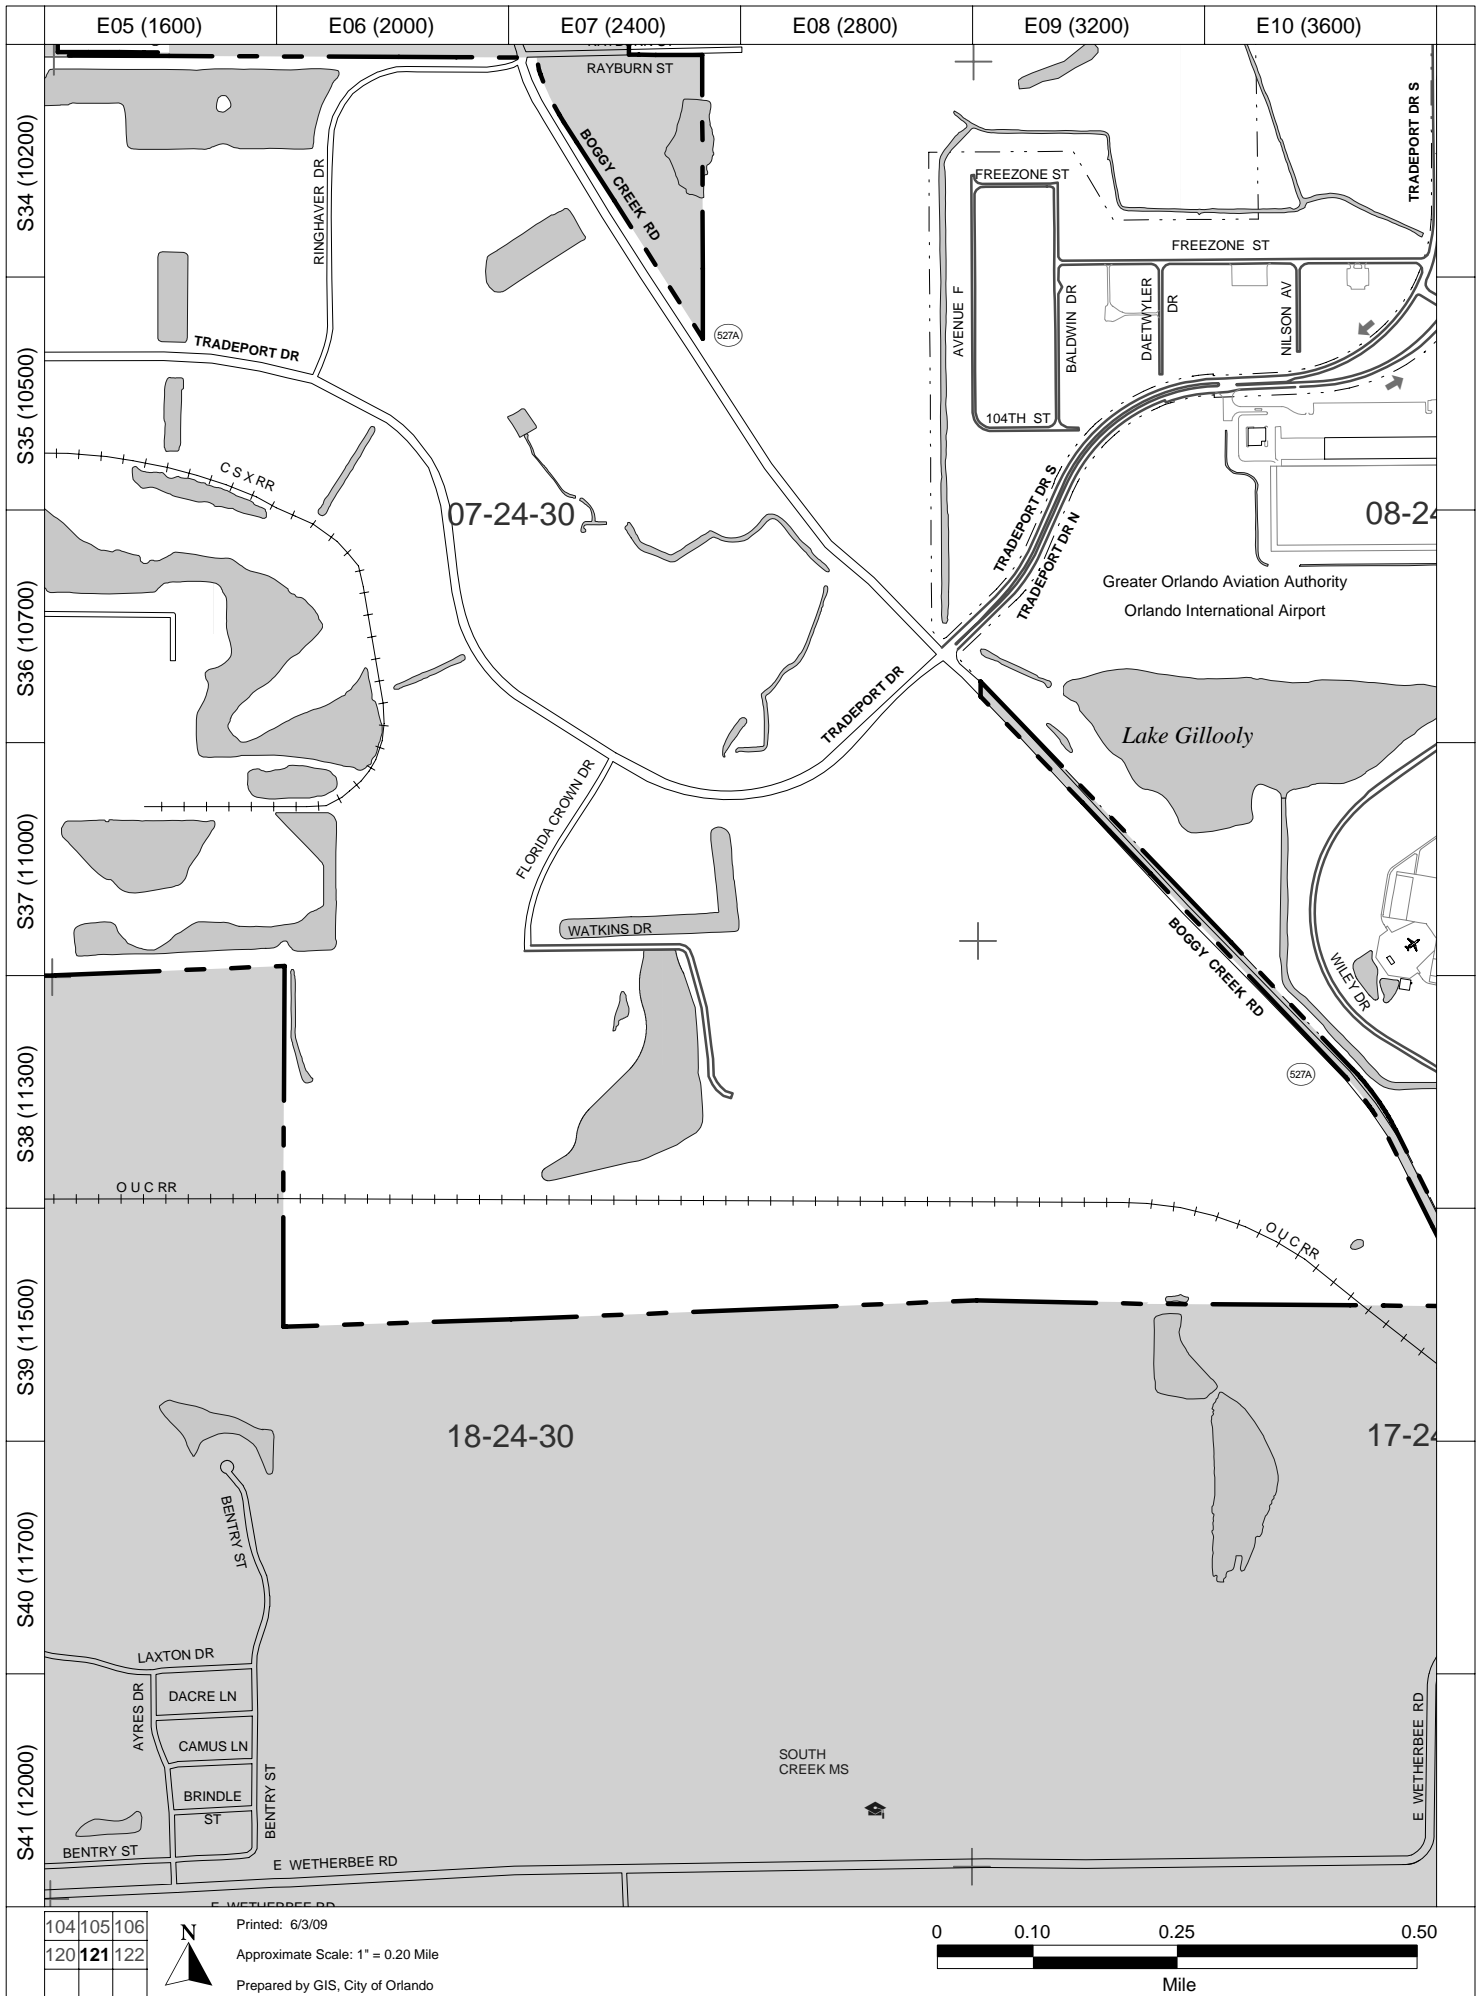 E05 (1600)
E06 (2000)
E07 (2400)
E08 (2800)
E09 (3200)
E10 (3600)
S34 (10200)
S35 (10500)
S36 (10700)
S37 (11000)
S38 (11300)
S39 (11500)
S40 (11700)
S41 (12000)
RAYBURN ST
BOGGY CREEK RD
RINGHAVER DR
TRADEPORT DR S
FREEZONE ST
FREEZONE ST
AVENUE F
BALDWIN DR
DAETWYLER
DR
NILSON AV
527A
TRADEPORT DR
104TH ST
C S X RR
TRADEPORT DR S
TRADEPORT DR N
07-24-30
08-24
Greater Orlando Aviation Authority
Orlando International Airport
TRADEPORT DR
Lake Gillooly
FLORIDA CROWN DR
WATKINS DR
BOGGY CREEK RD
WILEY DR
527A
O U C RR
O U C RR
18-24-30
17-24
BENTRY ST
LAXTON DR
AYRES DR
DACRE LN
CAMUS LN
BRINDLE
ST
BENTRY ST
BENTRY ST
SOUTH
CREEK MS
E WETHERBEE RD
E WETHERBEE RD
E WETHERBEE RD
104 105 106
120 121 122
N
Printed: 6/3/09
Approximate Scale: 1" = 0.20 Mile
Prepared by GIS, City of Orlando
0 0.10 0.25 0.50
Mile